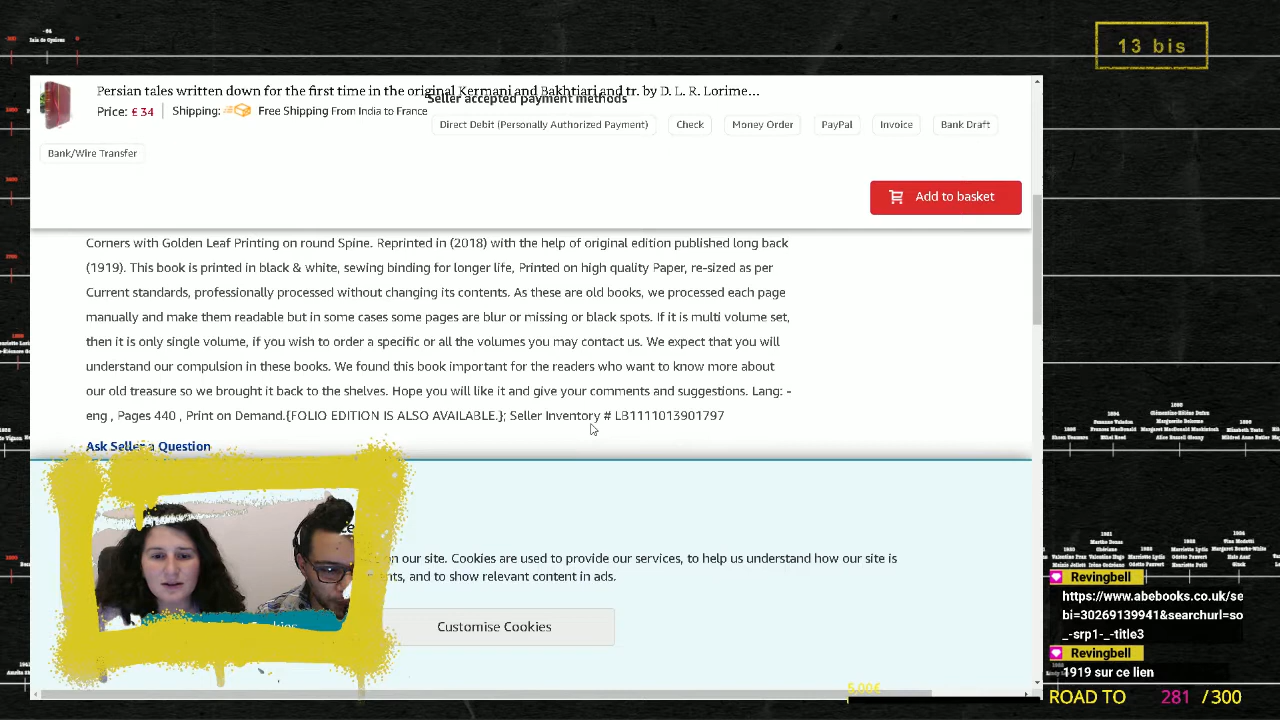 13 bis
Persian tales written down for the first time in the original Kermani and Bakhtiari and tr. by D. L. R. Lorime...
Seller accepted payment methods
Price: £ 34
Shipping:
Free Shipping From India to France
Direct Debit (Personally Authorized Payment)
Check
Money Order
PayPal
Invoice
Bank Draft
Bank/Wire Transfer
Add to basket
Corners with Golden Leaf Printing on round Spine. Reprinted in (2018) with the help of original edition published long back
(1919). This book is printed in black & white, sewing binding for longer life, Printed on high quality Paper, re-sized as per
Current standards, professionally processed without changing its contents. As these are old books, we processed each page
manually and make them readable but in some cases some pages are blur or missing or black spots. If it is multi volume set,
then it is only single volume, if you wish to order a specific or all the volumes you may contact us. We expect that you will
understand our compulsion in these books. We found this book important for the readers who want to know more about
our old treasure so we brought it back to the shelves. Hope you will like it and give your comments and suggestions. Lang: -
eng , Pages 440 , Print on Demand.{FOLIO EDITION IS ALSO AVAILABLE.}; Seller Inventory # LB1111013901797
Ask Seller a Question
or site. Cookies are used to provide our services, to help us understand how our site is
nts, and to show relevant content in ads.
Customise Cookies
Revingbell
https://www.abebooks.co.uk/se
bi=30269139941&searchurl=so
_-srp1-_-title3
Revingbell
1919 sur ce lien
5,00€
ROAD TO 281 / 300